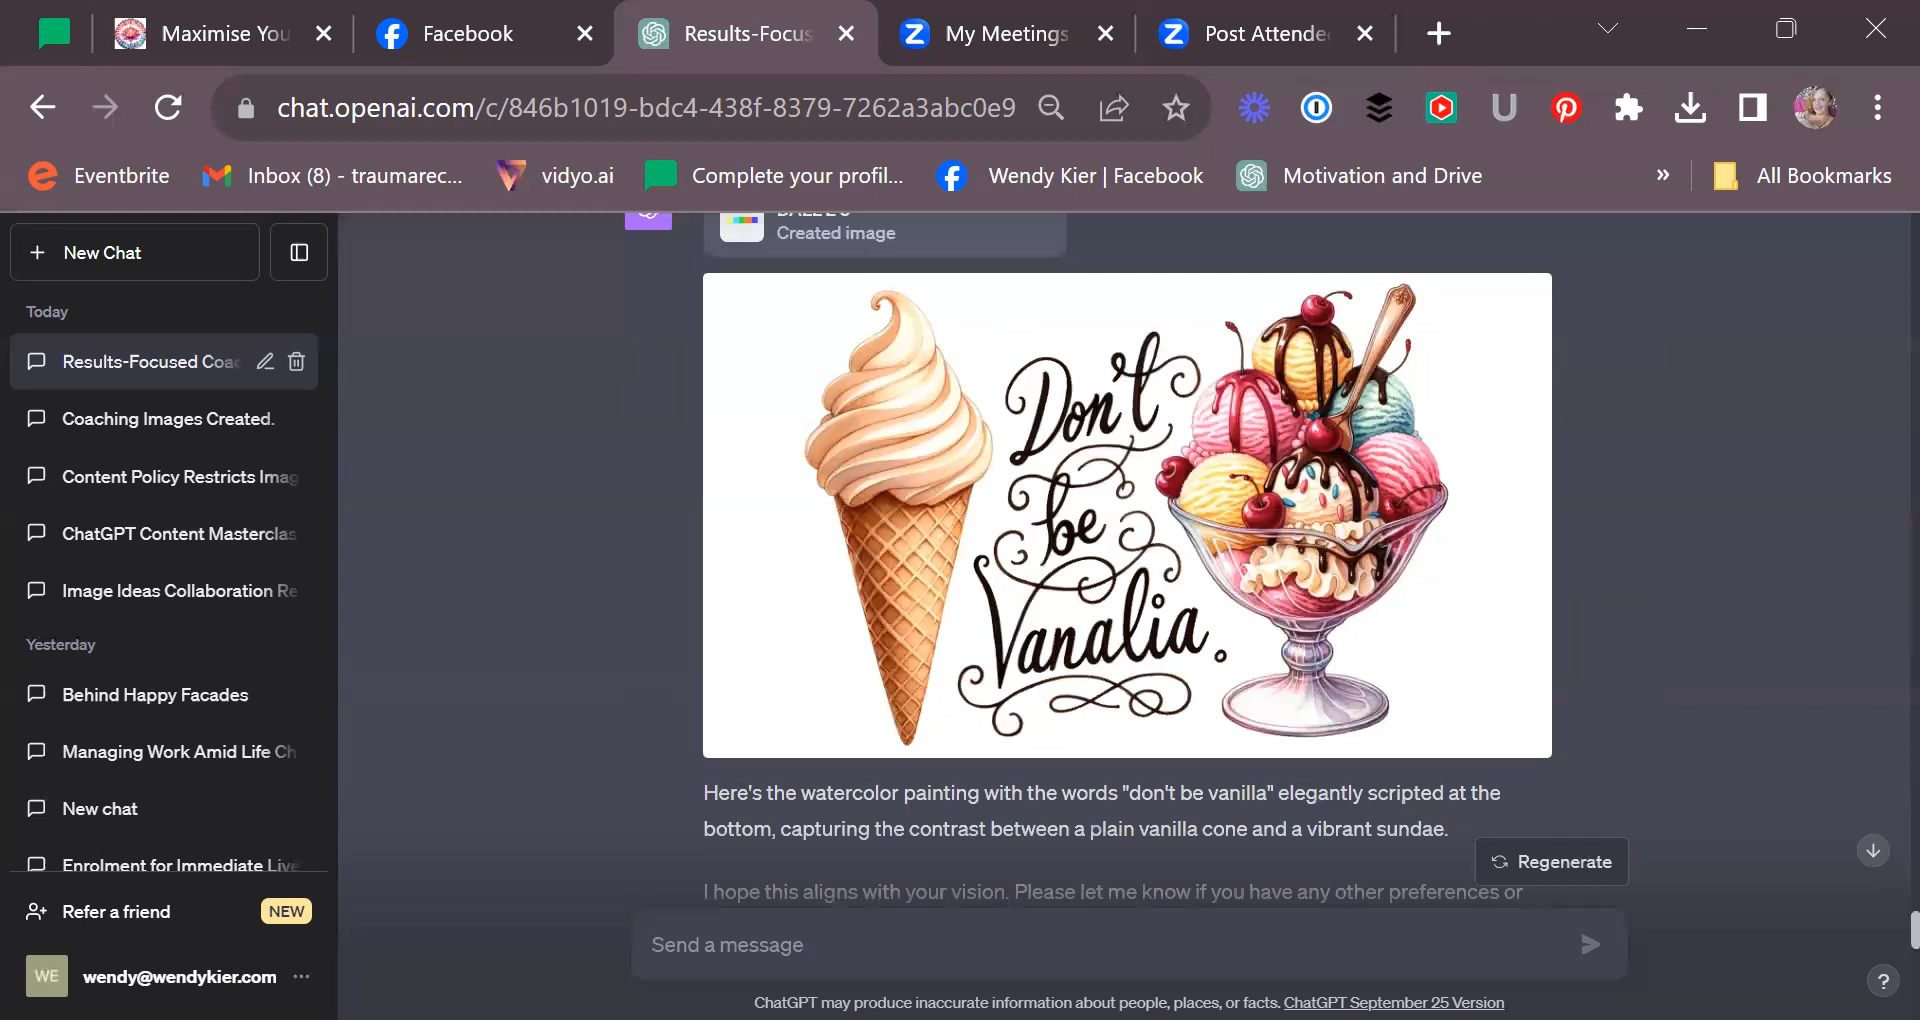 Maximise You
Facebook
Results-Focus
My Meetings
Post Attende
chat.openai.com/c/846b1019-bdc4-438f-8379-7262a3abc0e9
Eventbrite
Inbox (8) - traumarec...
vidyo.ai
Complete your profil...
Wendy Kier | Facebook
Motivation and Drive
»
All Bookmarks
New Chat
Today
Results-Focused Coac
Coaching Images Created.
Content Policy Restricts Imag
ChatGPT Content Masterclas
Image Ideas Collaboration Re
Yesterday
Behind Happy Facades
Managing Work Amid Life Ch
New chat
Enrolment for Immediate Live
Refer a friend
NEW
WE
wendy@wendykier.com
Created image
Don't
be
Vanalia.
Here's the watercolor painting with the words "don't be vanilla" elegantly scripted at the
bottom, capturing the contrast between a plain vanilla cone and a vibrant sundae.
Regenerate
I hope this aligns with your vision. Please let me know if you have any other preferences or
Send a message
ChatGPT may produce inaccurate information about people, places, or facts. ChatGPT September 25 Version
?